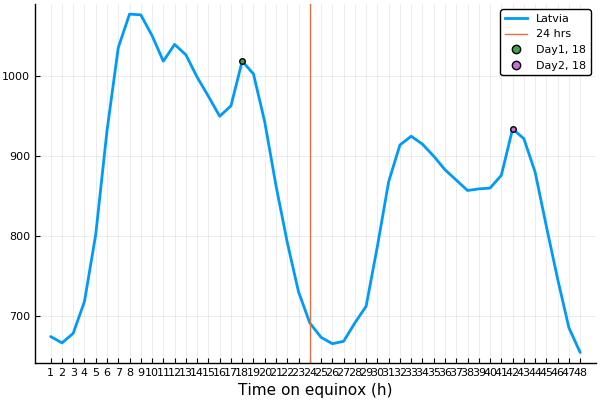 Latvia
24 hrs
Day1, 18
Day2, 18
1000
900
800
700
1 2 3 4 5 6 7 8 9 10 11 12 13 14 15 16 17 18 19 20 21 22 23 24 25 26 27 28 29 30 31 32 33 34 35 36 37 38 39 40 41 42 43 44 45 46 47 48
Time on equinox (h)